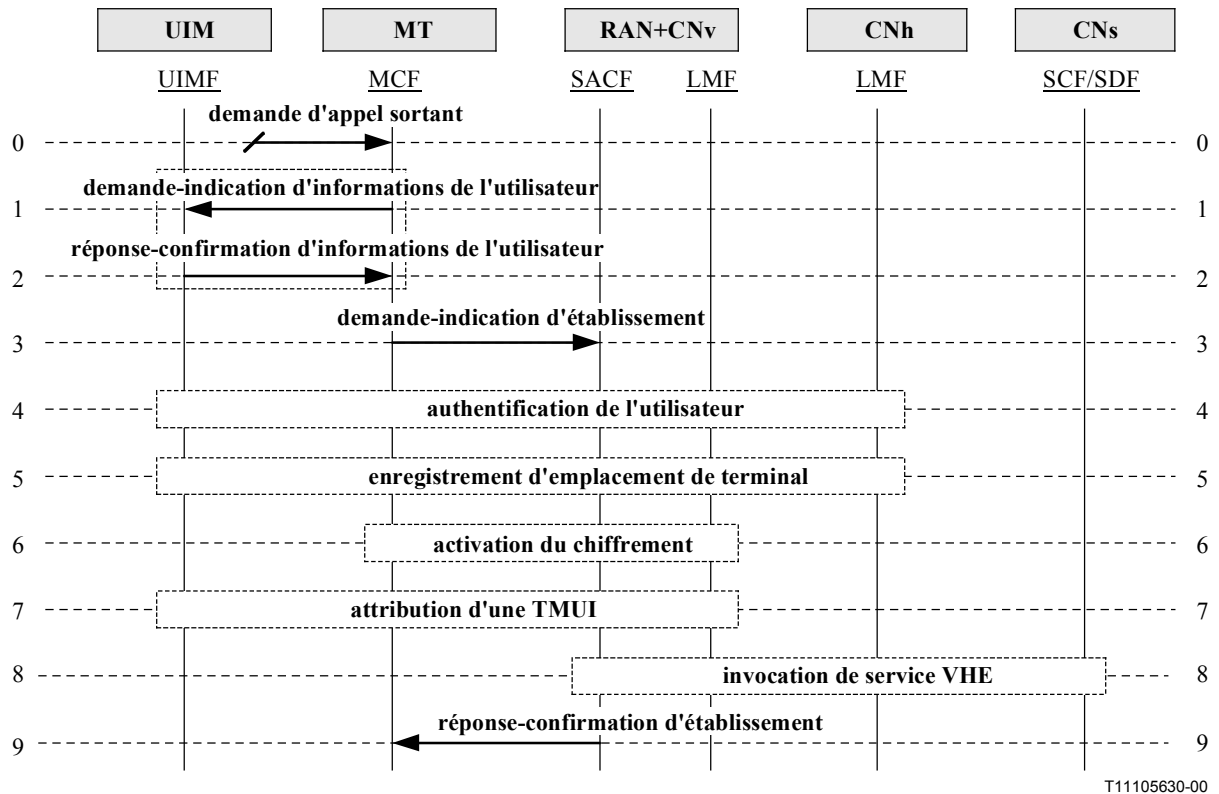 UIM MT RAN+CNv CNh CNs
UIMF MCF SACF LMF LMF SCF/SDF
demande d'appel sortant
0 0
demande-indication d'informations de l'utilisateur
1 1
réponse-confirmation d'informations de l'utilisateur
2 2
demande-indication d'établissement
3 3
4 authentification de l'utilisateur 4
5 enregistrement d'emplacement de terminal 5
6 activation du chiffrement 6
7 attribution d'une TMUI 7
8 invocation de service VHE 8
réponse-confirmation d'établissement
9 9
T11105630-00